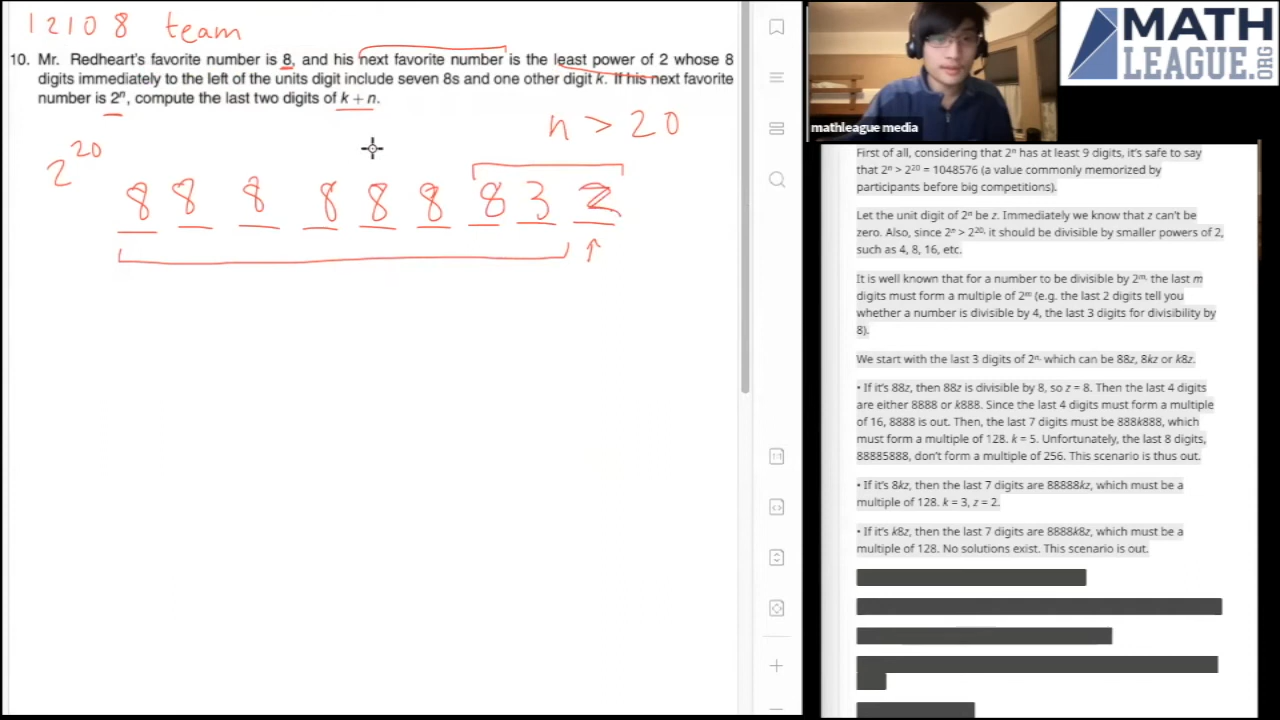 12108 team
10. Mr. Redheart's favorite number is 8, and his next favorite number is the least power of 2 whose 8
digits immediately to the left of the units digit include seven 8s and one other digit k. If his next favorite
number is 2ⁿ, compute the last two digits of k + n.
n > 20
2²⁰
8 8 8 8 8 8 8 3 2
MATH
LEAGUE.ORG
mathleague media
First of all, considering that 2ⁿ has at least 9 digits, it's safe to say
that 2ⁿ > 2²⁰ = 1048576 (a value commonly memorized by
participants before big competitions).
Let the unit digit of 2ⁿ be z. Immediately we know that z can't be
zero. Also, since 2ⁿ > 2²⁰, it should be divisible by smaller powers of 2,
such as 4, 8, 16, etc.
It is well known that for a number to be divisible by 2ᵐ, the last m
digits must form a multiple of 2ᵐ (e.g. the last 2 digits tell you
whether a number is divisible by 4, the last 3 digits for divisibility by
8).
We start with the last 3 digits of 2ⁿ, which can be 88z, 8kz or k8z.
• If it's 88z, then 88z is divisible by 8, so z = 8. Then the last 4 digits
are either 8888 or k888. Since the last 4 digits must form a multiple
of 16, 8888 is out. Then, the last 7 digits must be 888k888, which
must form a multiple of 128. k = 5. Unfortunately, the last 8 digits,
88885888, don't form a multiple of 256. This scenario is thus out.
• If it's 8kz, then the last 7 digits are 88888kz, which must be a
multiple of 128. k = 3, z = 2.
• If it's k8z, then the last 7 digits are 8888k8z, which must be a
multiple of 128. No solutions exist. This scenario is out.